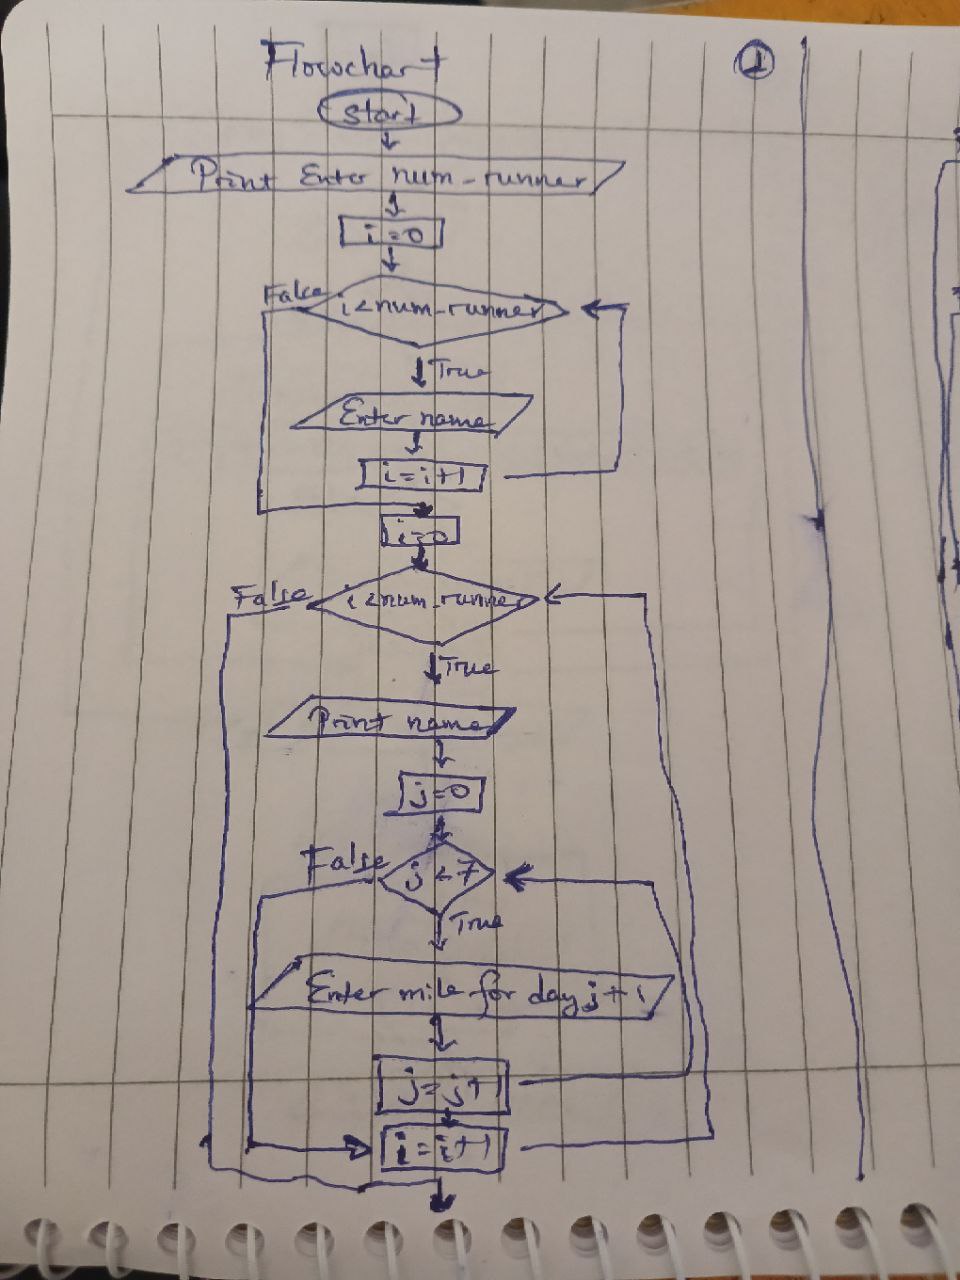 Flowchart
1
start
Print Enter num-runner
i=0
False
i<num-runner
True
Enter name
i=i+1
i=0
False
i<num-runner
True
Print name
j=0
False
j<7
True
Enter mile for day j+1
j=j+1
i=i+1